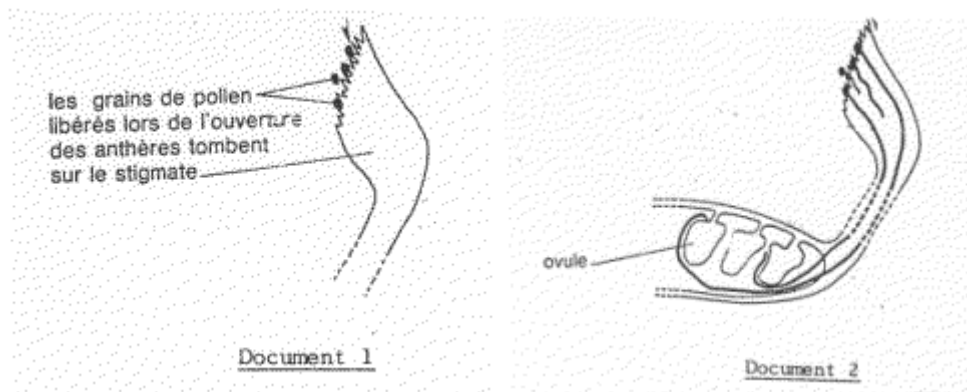 les grains de pollen
libérés lors de l'ouverture
des anthères tombent
sur le stigmate
Document 1
ovule
Document 2